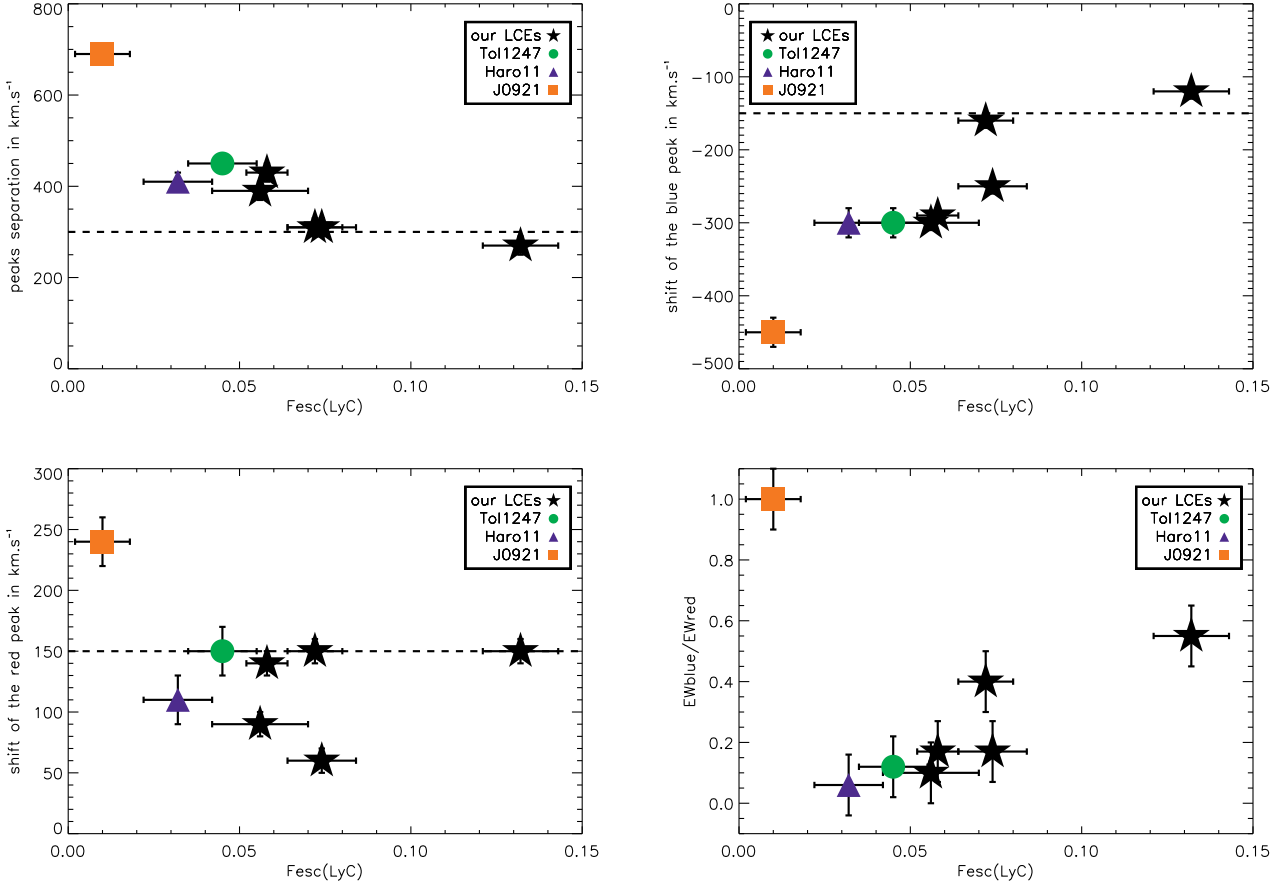 800
600
400
200
0
peaks separation in km.s⁻¹
our LCEs
Tol1247
Haro11
J0921
0.00 0.05 0.10 0.15
Fesc(LyC)
0
−100
−200
−300
−400
−500
shift of the blue peak in km.s⁻¹
our LCEs
Tol1247
Haro11
J0921
0.00 0.05 0.10 0.15
Fesc(LyC)
300
250
200
150
100
50
0
shift of the red peak in km.s⁻¹
our LCEs
Tol1247
Haro11
J0921
0.00 0.05 0.10 0.15
Fesc(LyC)
1.0
0.8
0.6
0.4
0.2
0.0
EWblue/EWred
our LCEs
Tol1247
Haro11
J0921
0.00 0.05 0.10 0.15
Fesc(LyC)